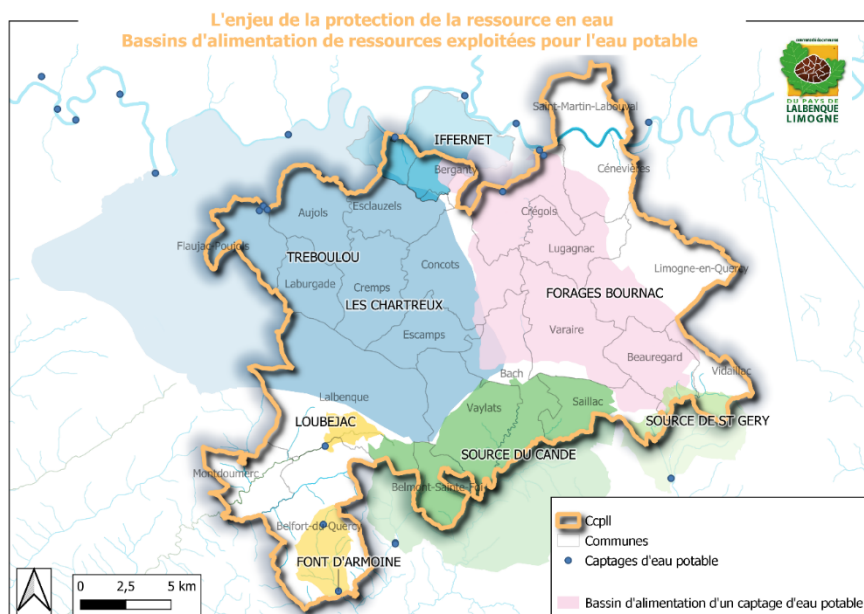 L'enjeu de la protection de la ressource en eau
Bassins d'alimentation de ressources exploitées pour l'eau potable
DU PAYS DE
LALBENQUE
LIMOGNE
Saint-Martin-Labouval
IFFERNET
Berganty
Cénevières
Esclauzels
Aujols
Crégols
Flaujac-Poujols
Lugagnac
TREBOULOU
Concots
Limogne-en-Quercy
Laburgade
Cremps
LES CHARTREUX
FORAGES BOURNAC
Escamps
Varaire
Beauregard
Bach
Vidaillac
Lalbenque
Vaylats
Saillac
LOUBEJAC
SOURCE DE ST GERY
SOURCE DU CANDE
Montdoumerc
Belmont-Sainte-Foi
Belfort-du-Quercy
FONT D'ARMOINE
Ccpll
Communes
Captages d'eau potable
Bassin d'alimentation d'un captage d'eau potable
0 2,5 5 km